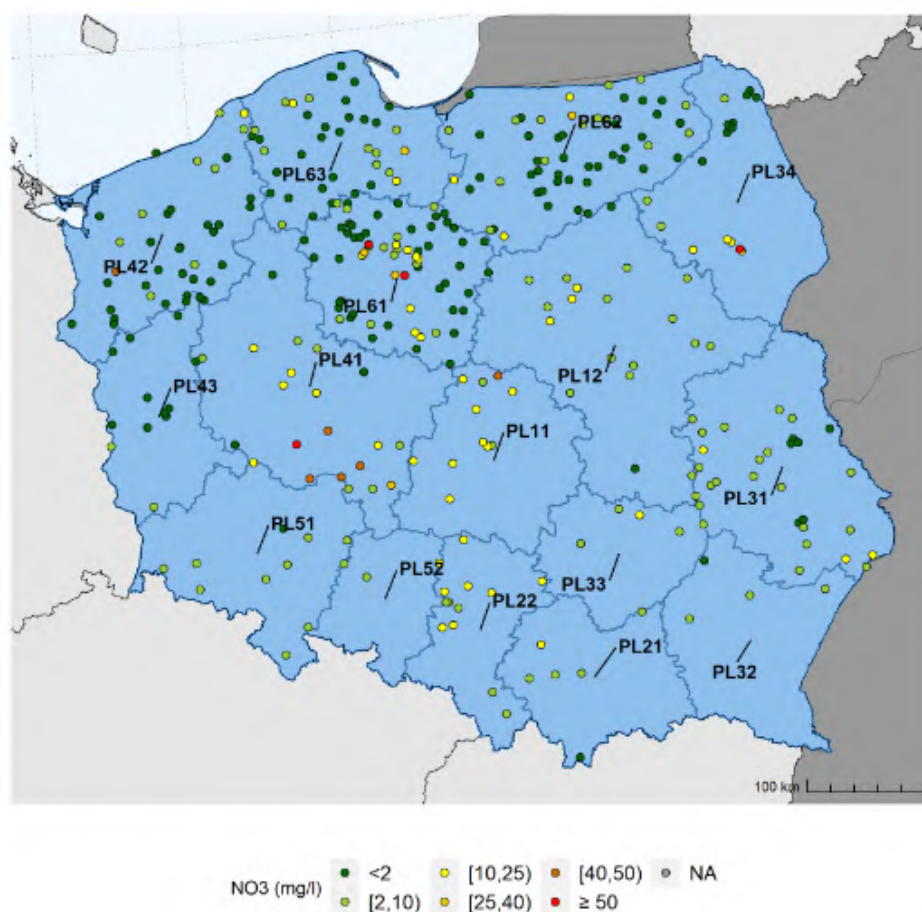 PL62
PL63
PL34
PL42
PL61
PL41
PL12
PL43
PL11
PL31
PL51
PL52
PL33
PL22
PL21
PL32
100 km
NO3 (mg/l)
<2
[10,25)
[40,50)
NA
[2,10)
[25,40)
≥ 50